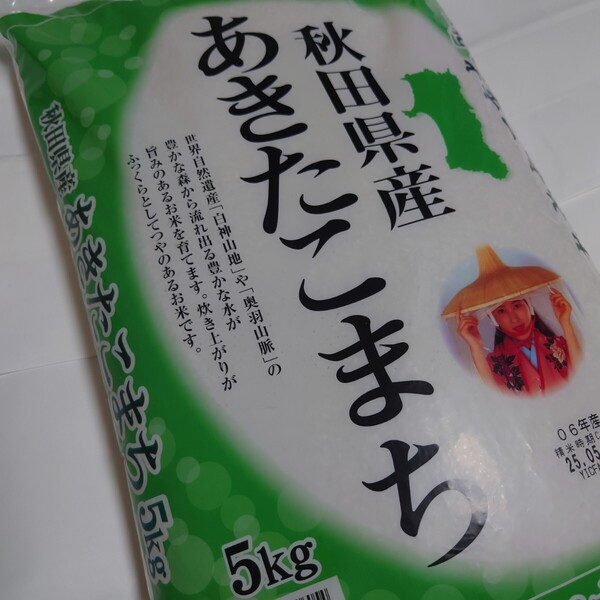 秋田県産
あきたこまち
世界自然遺産「白神山地」や「奥羽山脈」の
豊かな森から流れ出る豊かな水が
旨みのあるお米を育てます。炊き上がりが
ふっくらとしてつやのあるお米です。
5kg
秋田県産 あきたこまち 5kg
06年産
精米時期
25.05